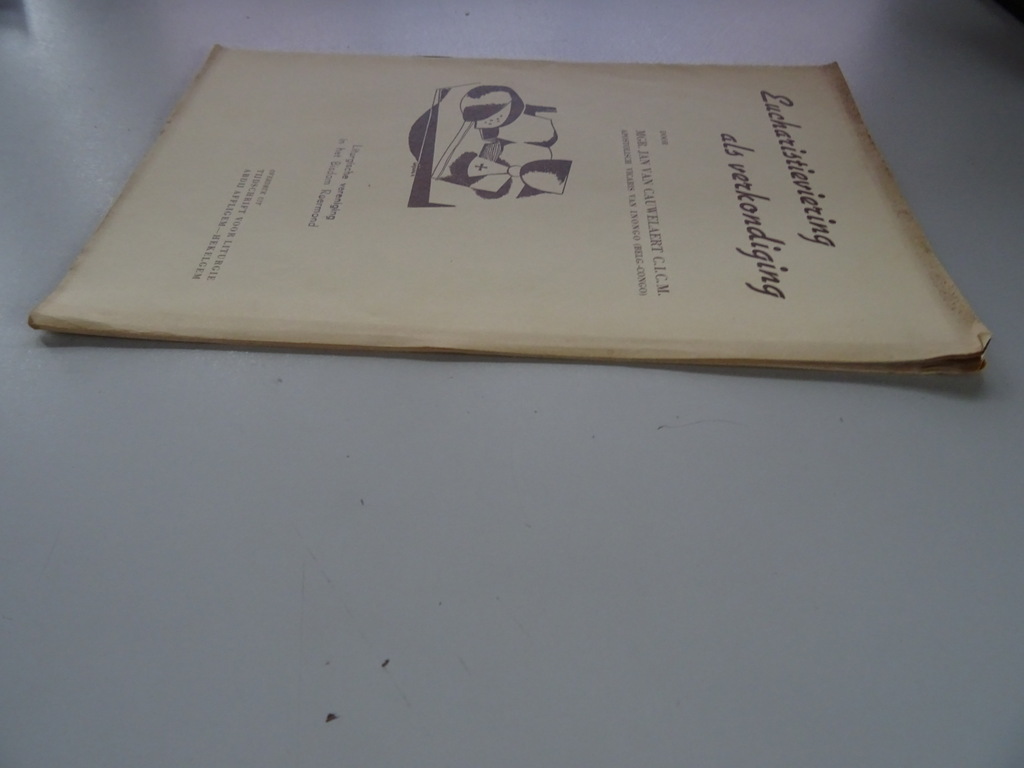 Eucharistieviering
als verkondiging
DOOR
MGR. JAN VAN CAUWELAERT C.I.C.M.
APOSTOLISCH VICARIS VAN INONGO (BELG.-CONGO)
Liturgische vereniging
in het Bisdom Roermond
OVERDRUK UIT
TIJDSCHRIFT VOOR LITURGIE
ABDIJ AFFLIGEM - HEKELGEM